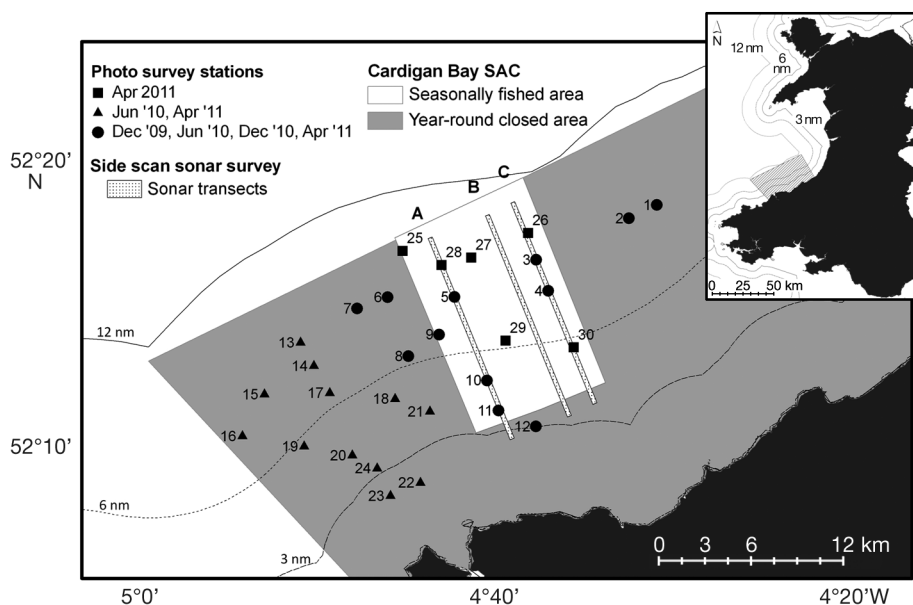 Photo survey stations
Apr 2011
Jun '10, Apr '11
Dec '09, Jun '10, Dec '10, Apr '11
Side scan sonar survey
Sonar transects
Cardigan Bay SAC
Seasonally fished area
Year-round closed area
N
12 nm
6
nm
3 nm
0 25 50 km
52°20'
N
52°10'
A
B
C
1
2
25
28
27
26
3
4
5
6
7
9
8
29
30
13
14
15
17
18
21
10
11
12
16
19
20
24
22
23
12 nm
6 nm
3 nm
0 3 6 12 km
5°0'
4°40'
4°20'W